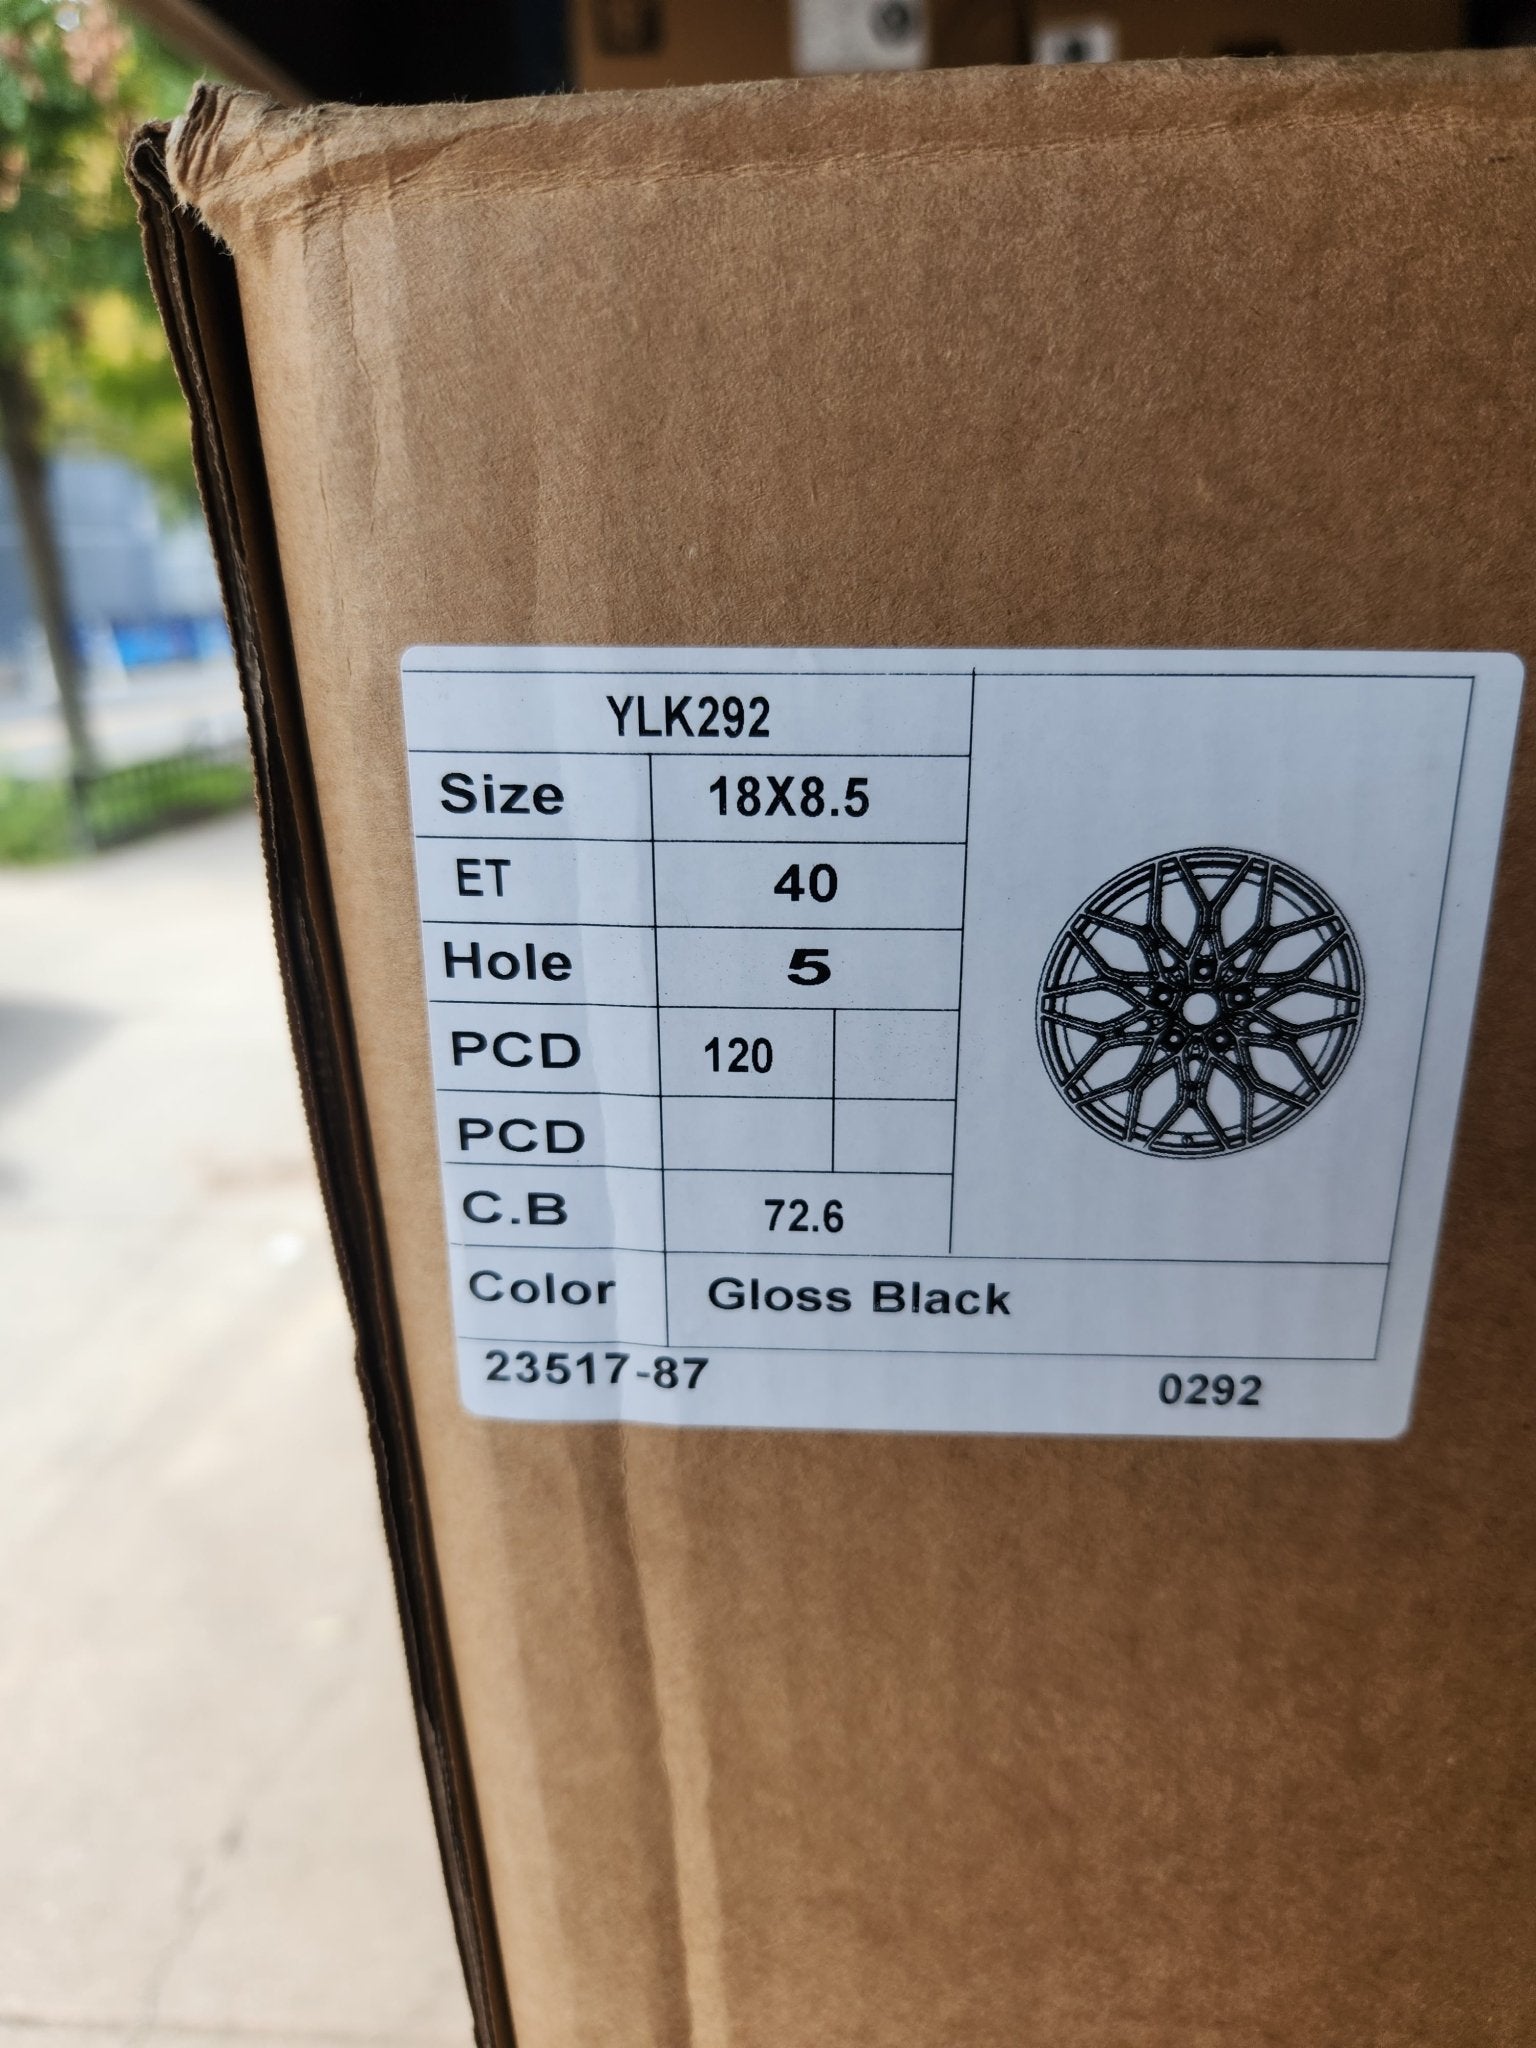 YLK292
Size 18X8.5
ET 40
Hole 5
PCD 120
PCD
C.B 72.6
Color Gloss Black
23517-87 0292